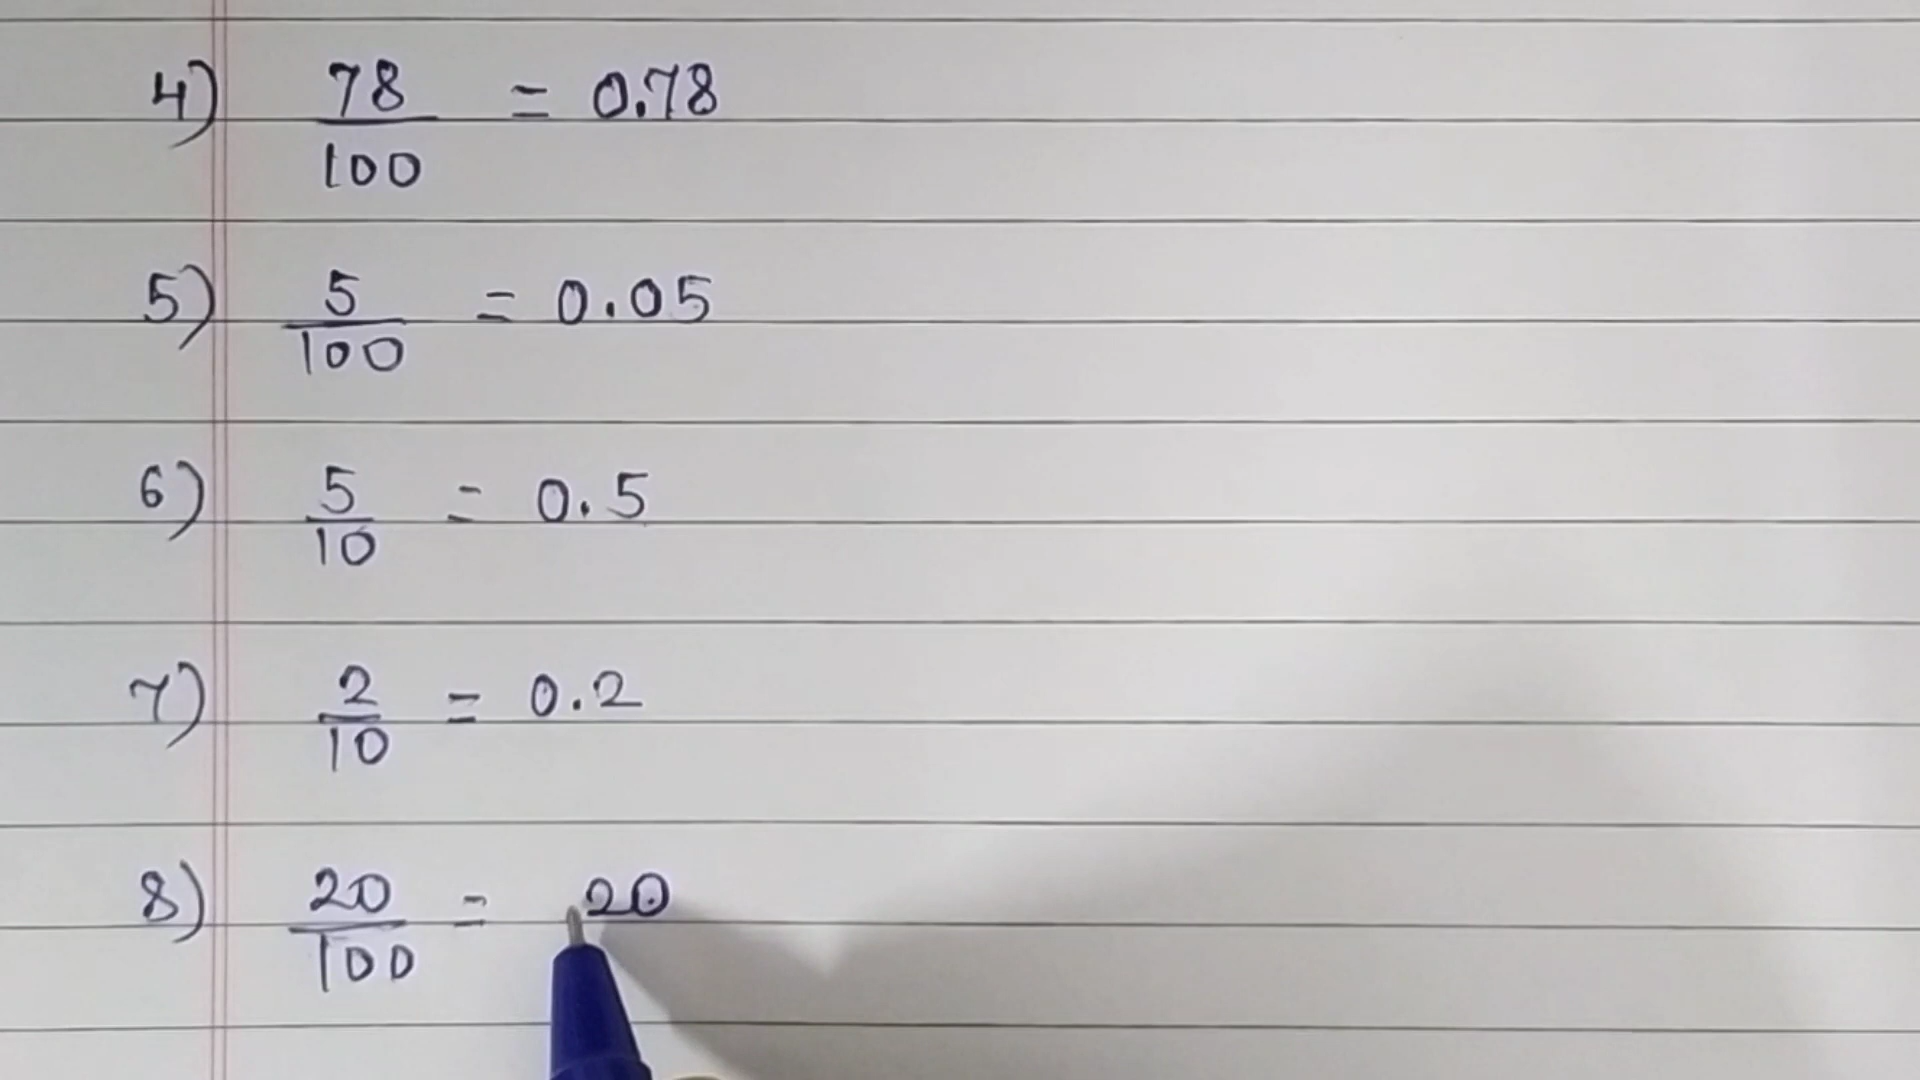 4) 78/100 = 0.78
5) 5/100 = 0.05
6) 5/10 = 0.5
7) 2/10 = 0.2
8) 20/100 = 20